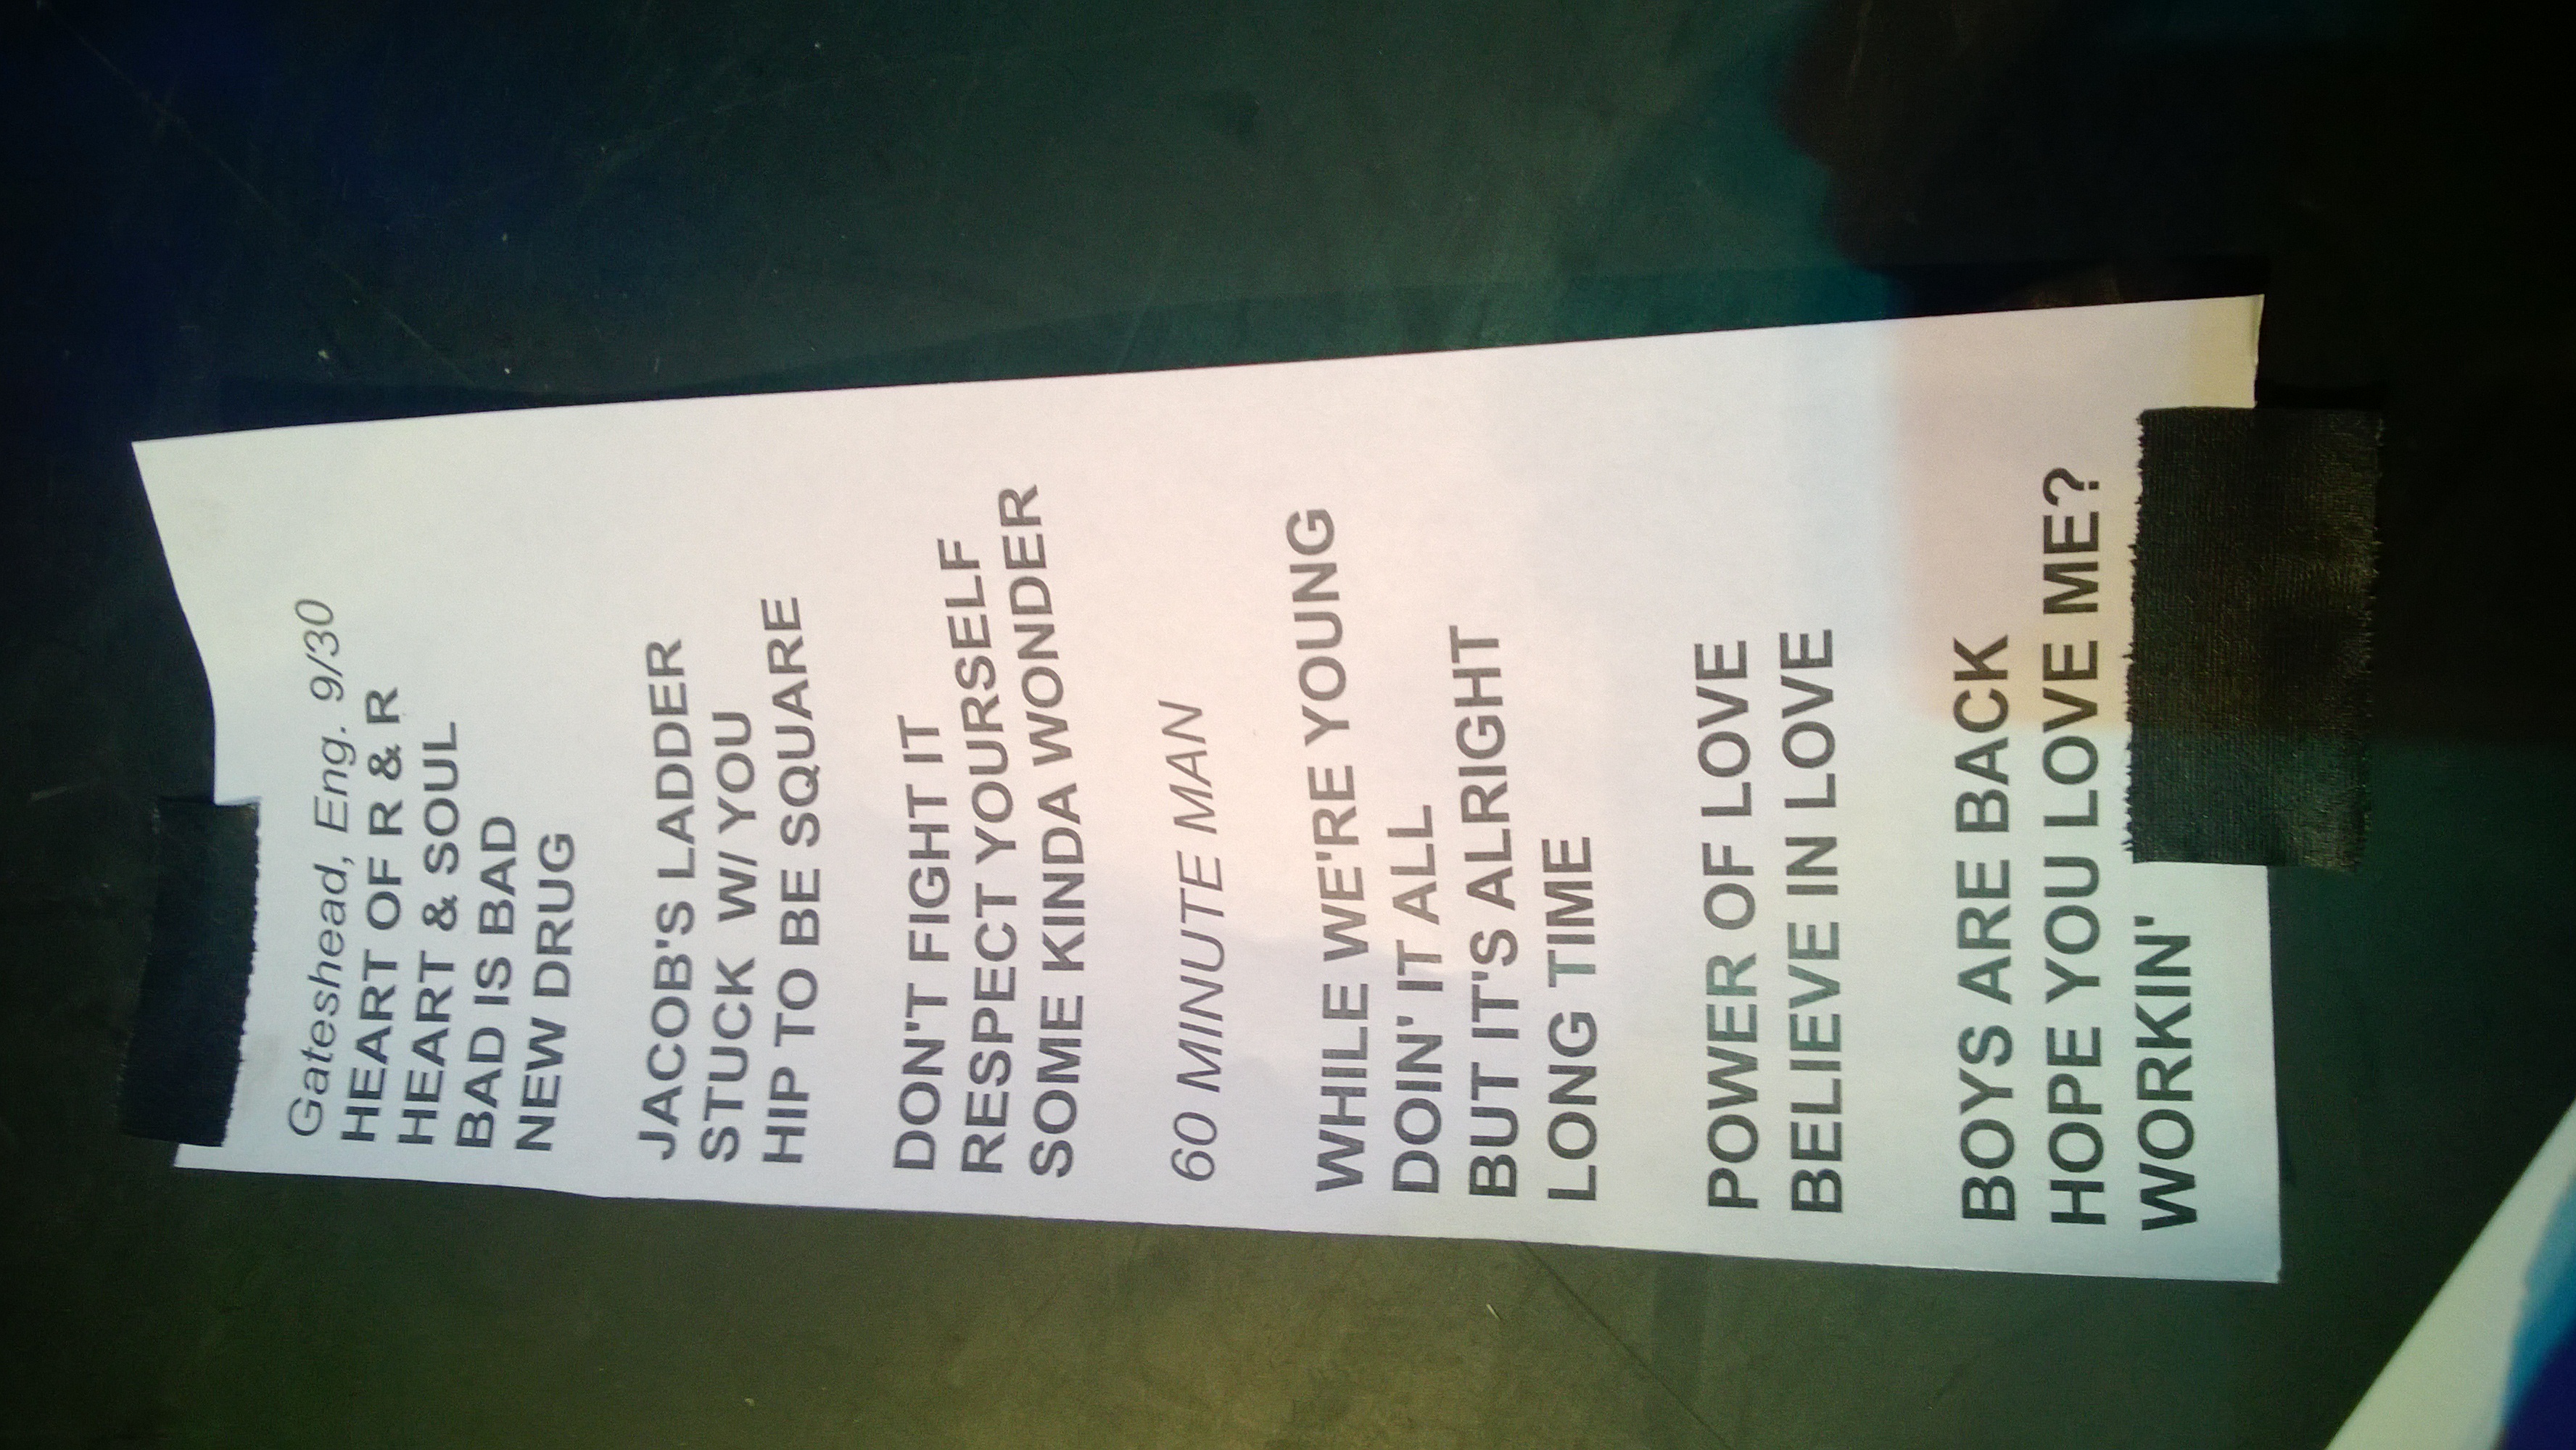 Gateshead, Eng. 9/30
HEART OF R & R
HEART & SOUL
BAD IS BAD
NEW DRUG
JACOB'S LADDER
STUCK W/ YOU
HIP TO BE SQUARE
DON'T FIGHT IT
RESPECT YOURSELF
SOME KINDA WONDER
60 MINUTE MAN
WHILE WE'RE YOUNG
DOIN' IT ALL
BUT IT'S ALRIGHT
LONG TIME
POWER OF LOVE
BELIEVE IN LOVE
BOYS ARE BACK
HOPE YOU LOVE ME?
WORKIN'